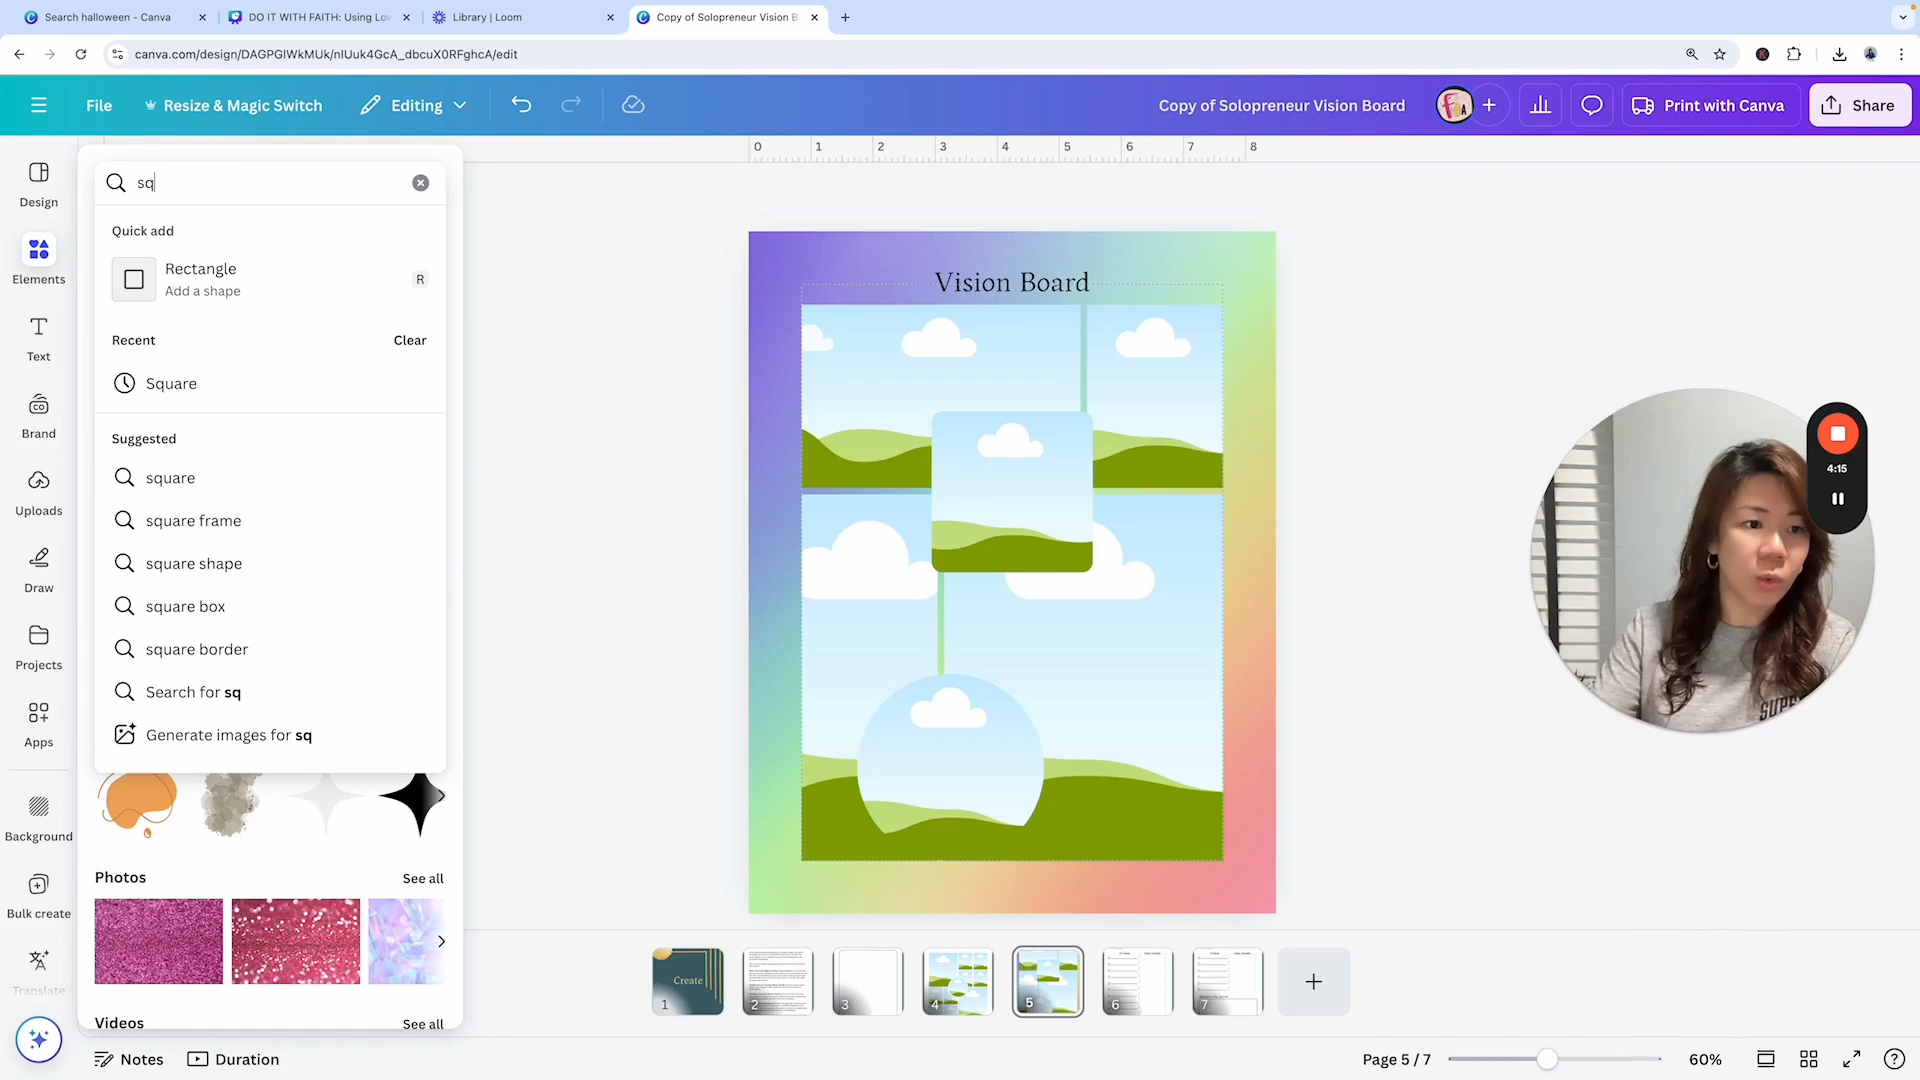 Search halloween - Canva
DO IT WITH FAITH: Using Lov
Library | Loom
Copy of Solopreneur Vision B
canva.com/design/DAGPGlWkMUk/nlUuk4GcA_dbcuX0RFghcA/edit
File
Resize & Magic Switch
Editing
Copy of Solopreneur Vision Board
Print with Canva
Share
0 1 2 3 4 5 6 7 8
Design
Elements
Text
Brand
Uploads
Draw
Projects
Apps
Background
Bulk create
Translate
sq
Quick add
Rectangle
Add a shape
R
Recent
Clear
Square
Suggested
square
square frame
square shape
square box
square border
Search for sq
Generate images for sq
Photos
See all
Videos
See all
Vision Board
4:15
SUP
Create
1
2
3
4
5
6
7
Notes
Duration
Page 5 / 7
60%